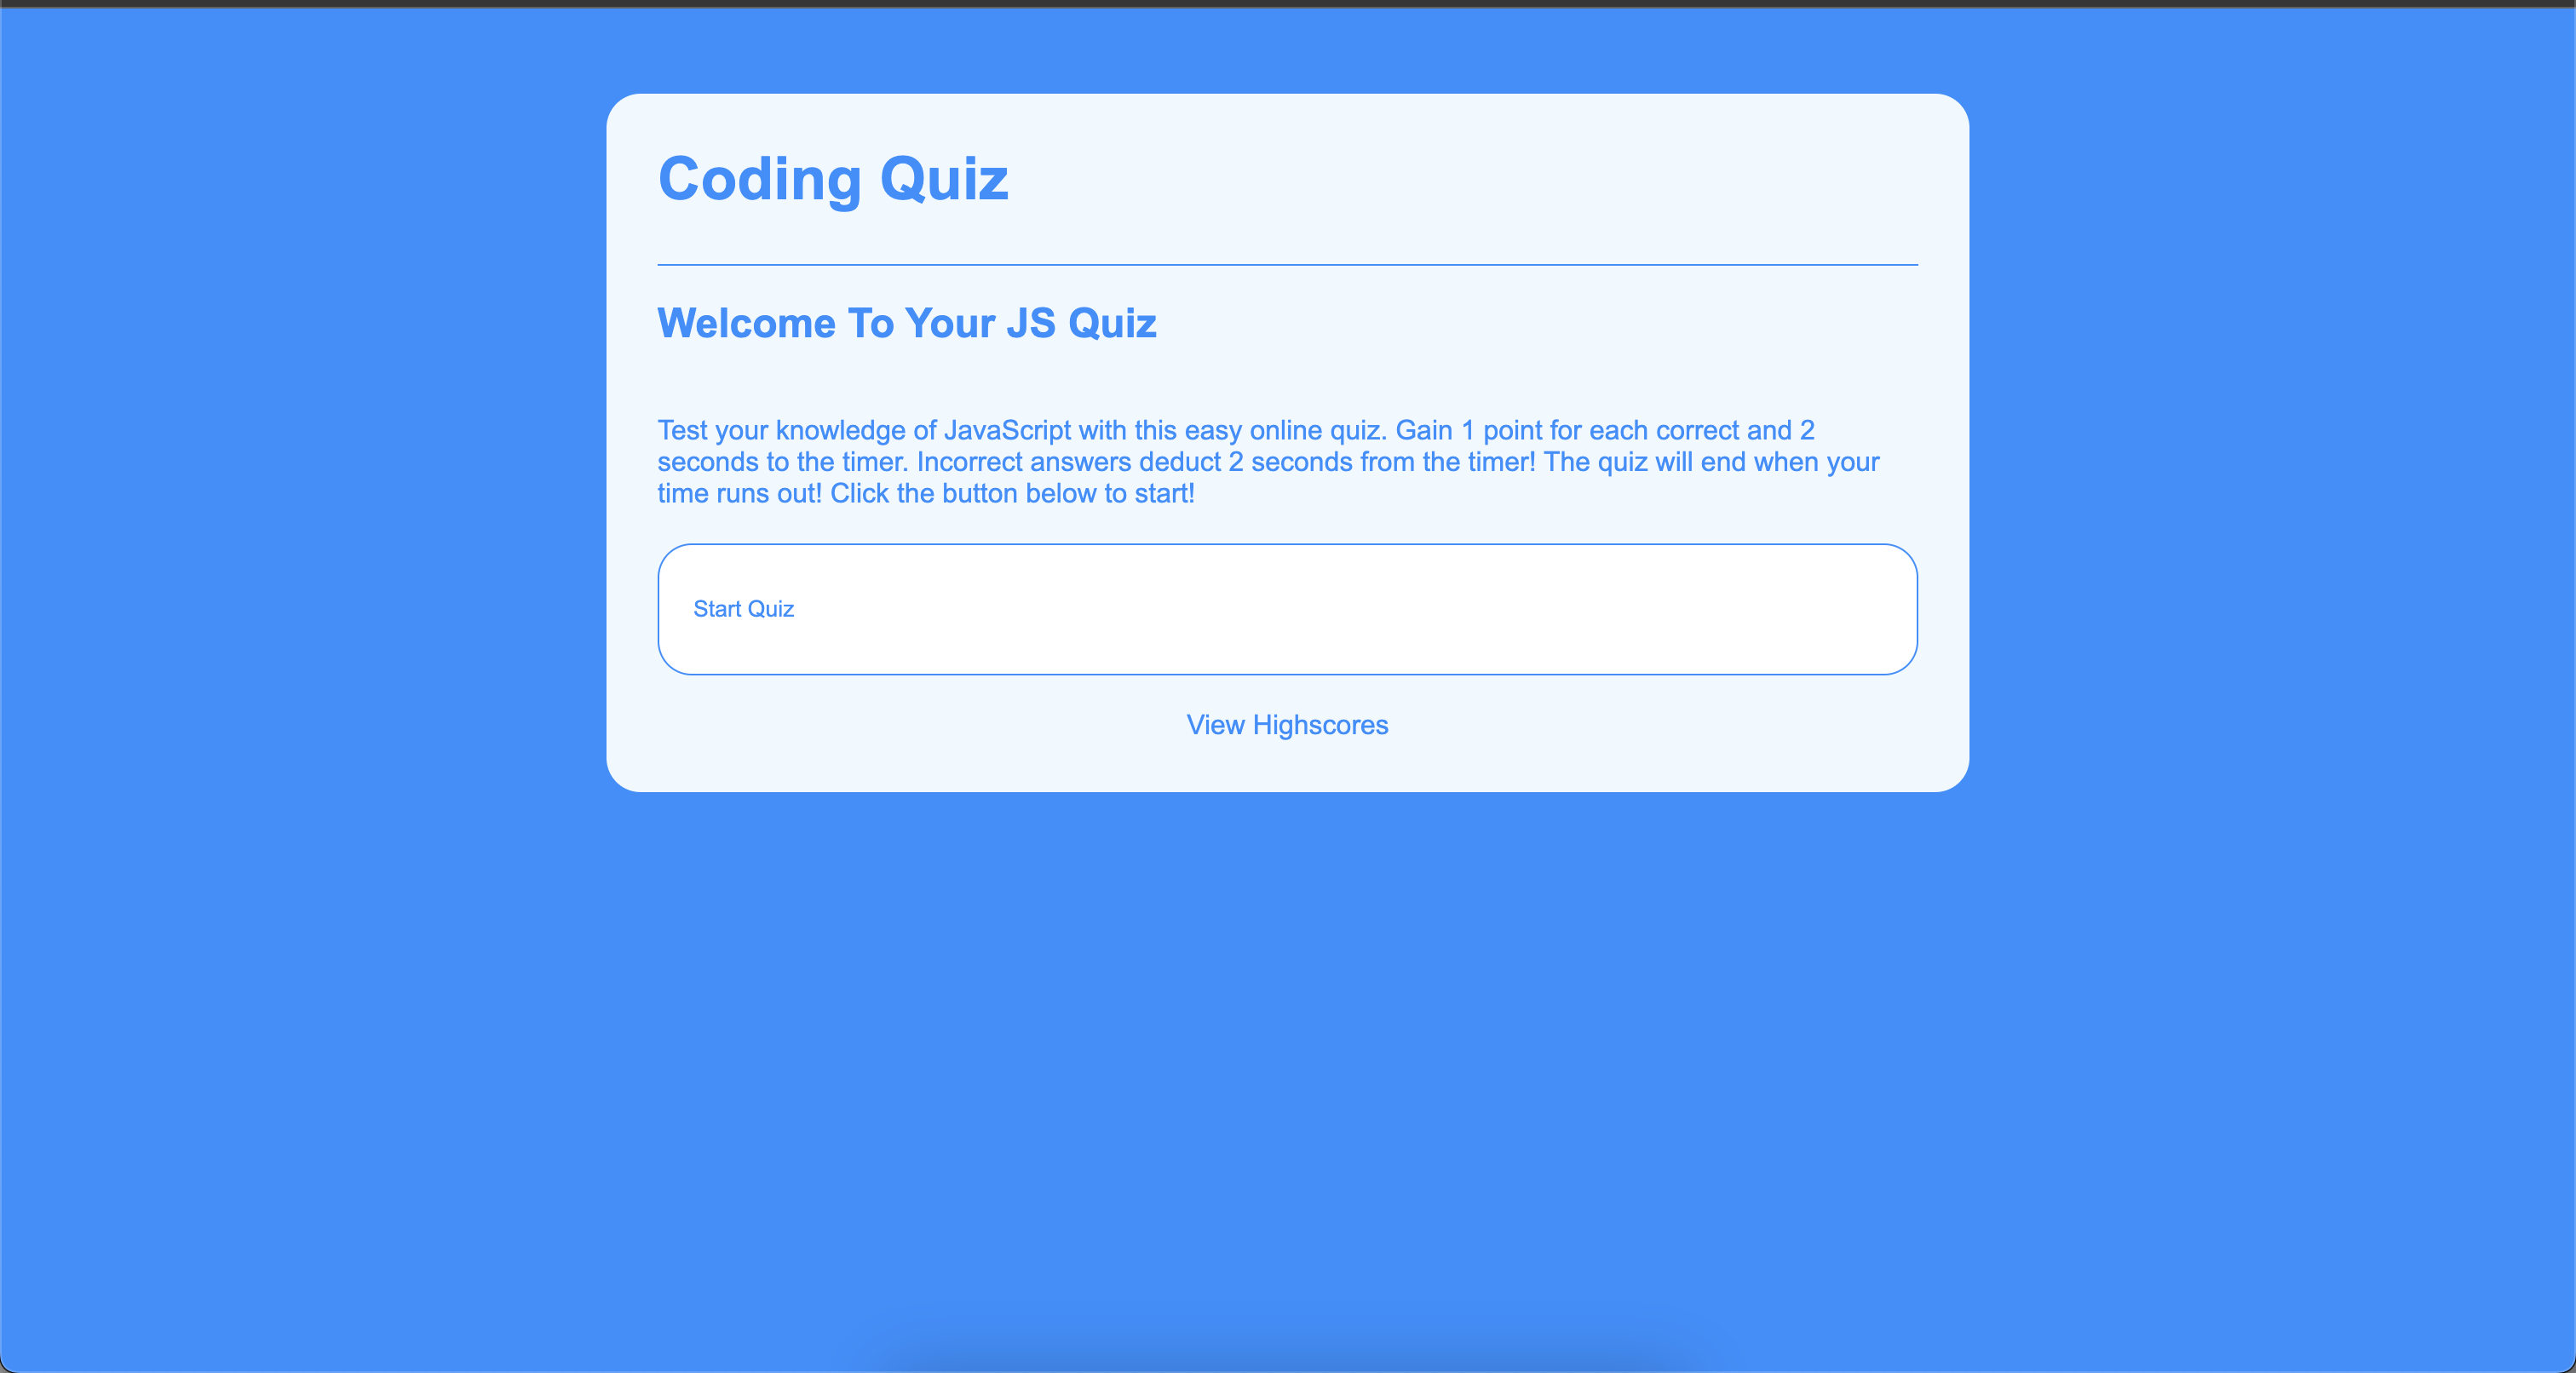 Coding Quiz
Welcome To Your JS Quiz
Test your knowledge of JavaScript with this easy online quiz. Gain 1 point for each correct and 2
seconds to the timer. Incorrect answers deduct 2 seconds from the timer! The quiz will end when your
time runs out! Click the button below to start!
Start Quiz
View Highscores